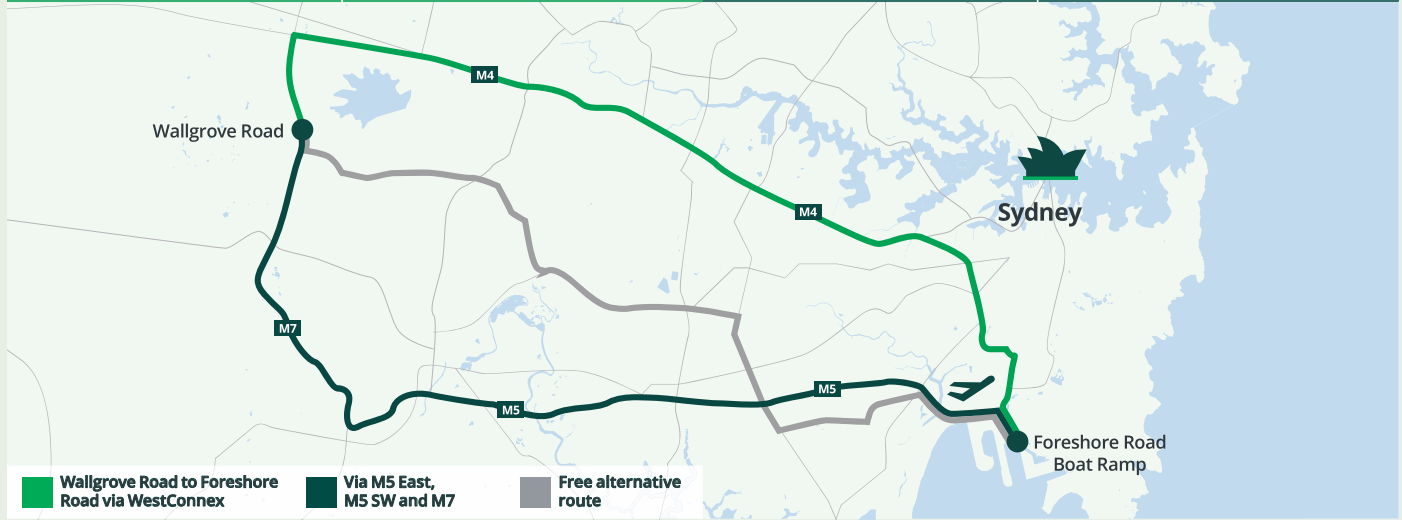 M4
Wallgrove Road
M4
Sydney
M7
M5
M5
Foreshore Road
Boat Ramp
Wallgrove Road to Foreshore
Road via WestConnex
Via M5 East,
M5 SW and M7
Free alternative
route